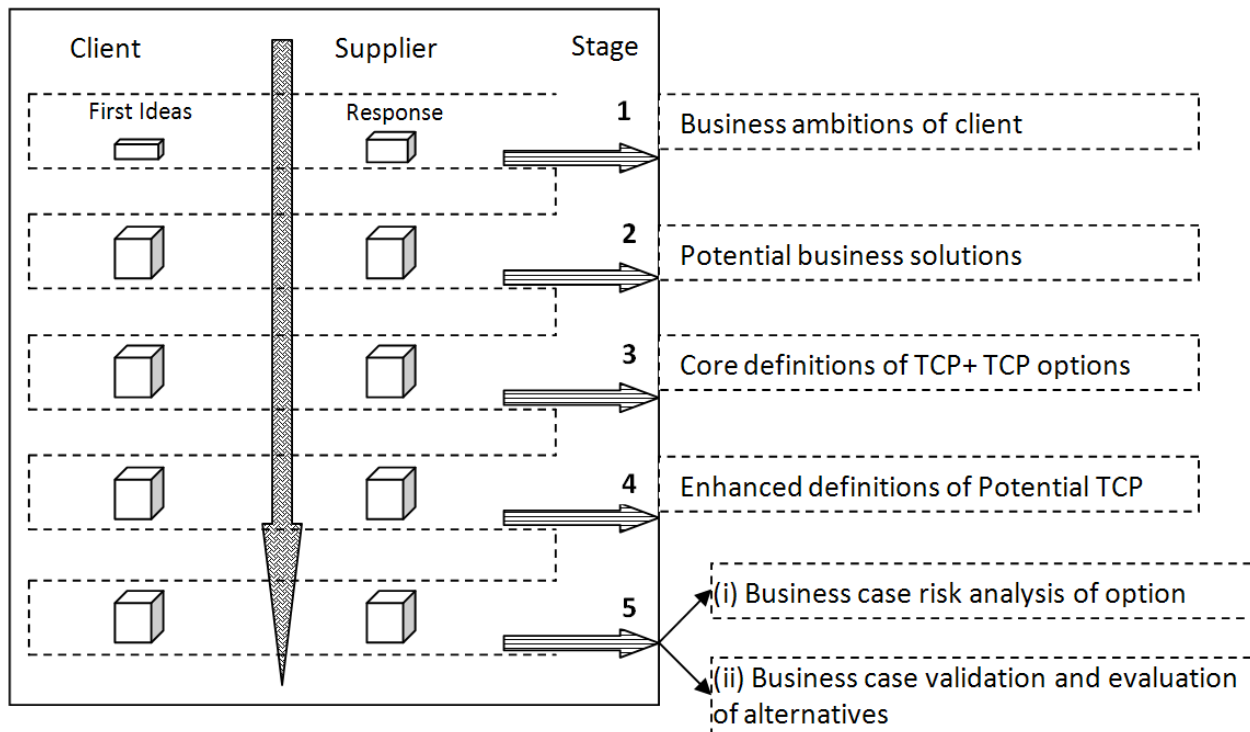 Client
Supplier
Stage
First Ideas
Response
1
Business ambitions of client
2
Potential business solutions
3
Core definitions of TCP+ TCP options
4
Enhanced definitions of Potential TCP
5
(i) Business case risk analysis of option
(ii) Business case validation and evaluation
of alternatives